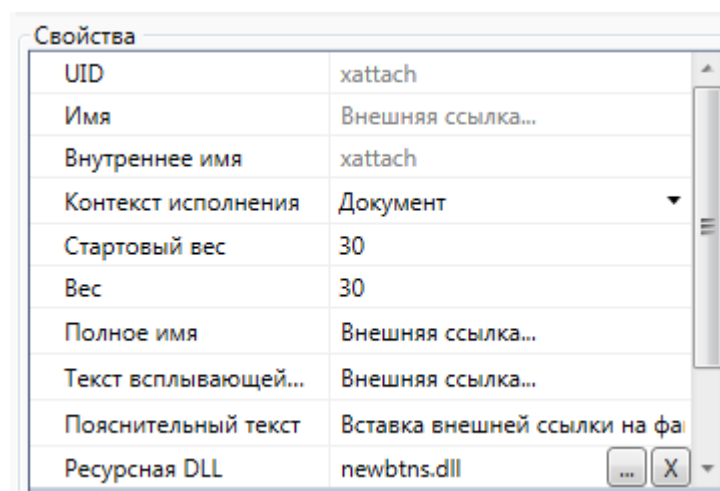 Свойства
UID xattach
Имя Внешняя ссылка...
Внутреннее имя xattach
Контекст исполнения Документ
Стартовый вес 30
Вес 30
Полное имя Внешняя ссылка...
Текст всплывающей... Внешняя ссылка...
Пояснительный текст Вставка внешней ссылки на фа
Ресурсная DLL newbtns.dll ... X